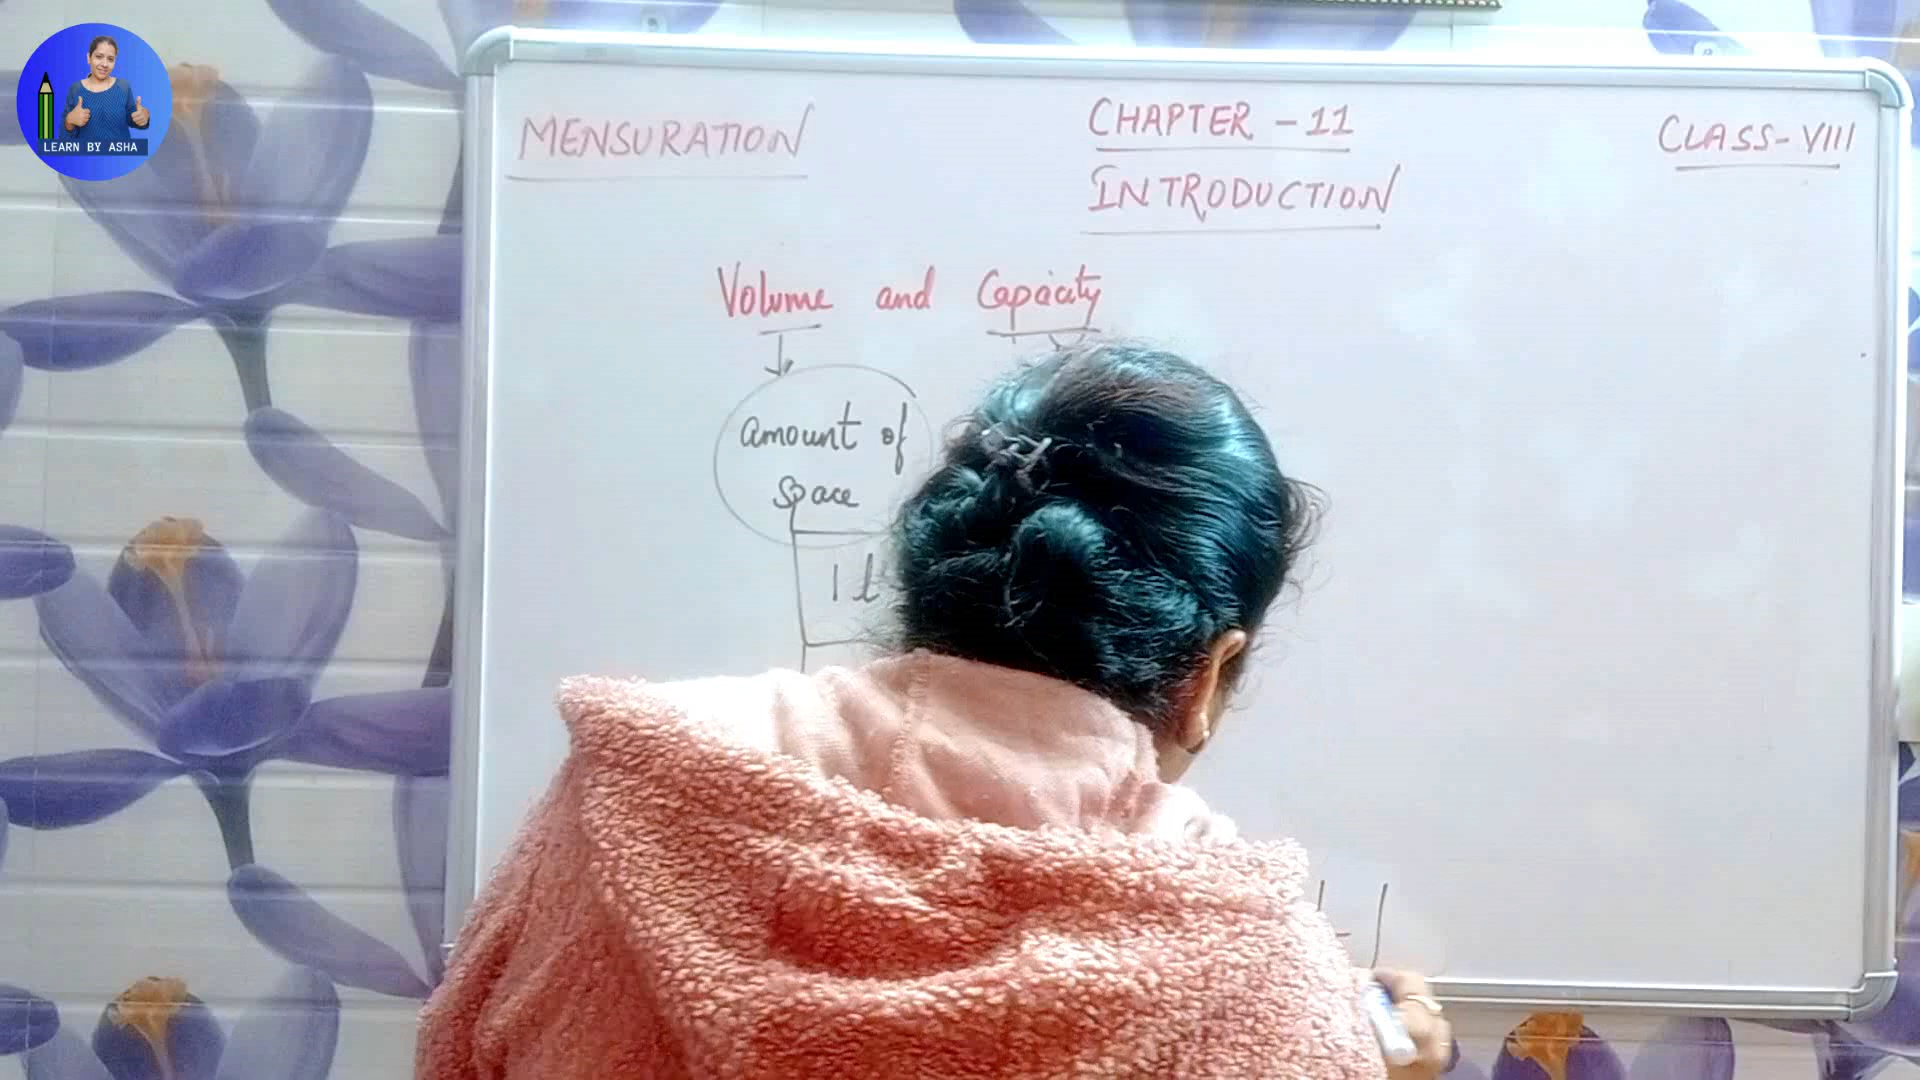 LEARN BY ASHA
MENSURATION
CHAPTER - 11
CLASS - VIII
INTRODUCTION
Volume and Capacity
amount of
space